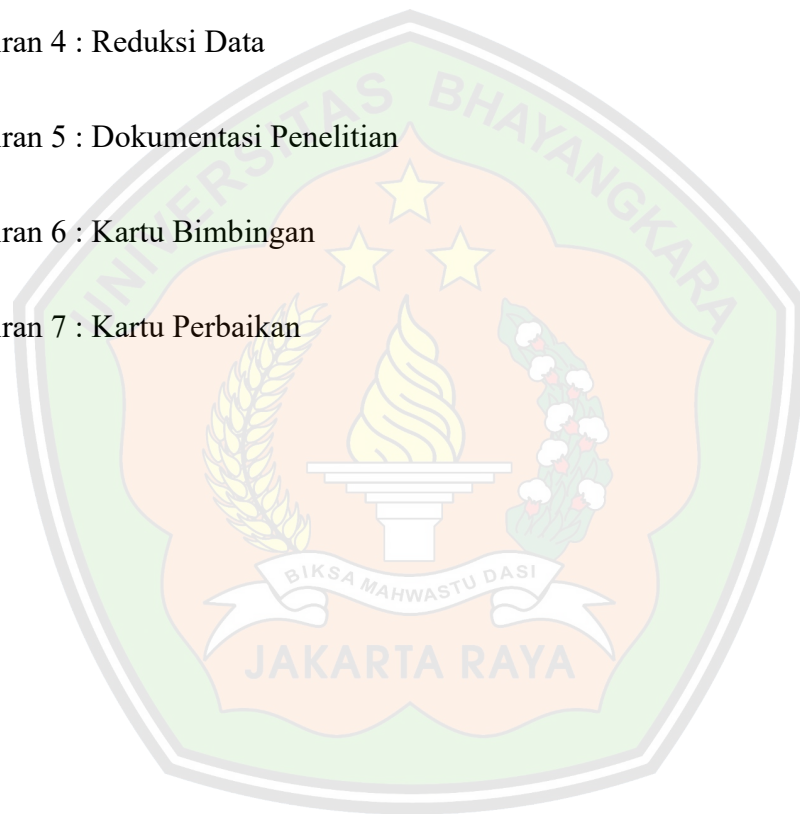 ran 4 : Reduksi Data
ran 5 : Dokumentasi Penelitian
ran 6 : Kartu Bimbingan
ran 7 : Kartu Perbaikan
UNIVERSITAS BHAYANGKARA
BIKSA MAHWASTU DASI
JAKARTA RAYA